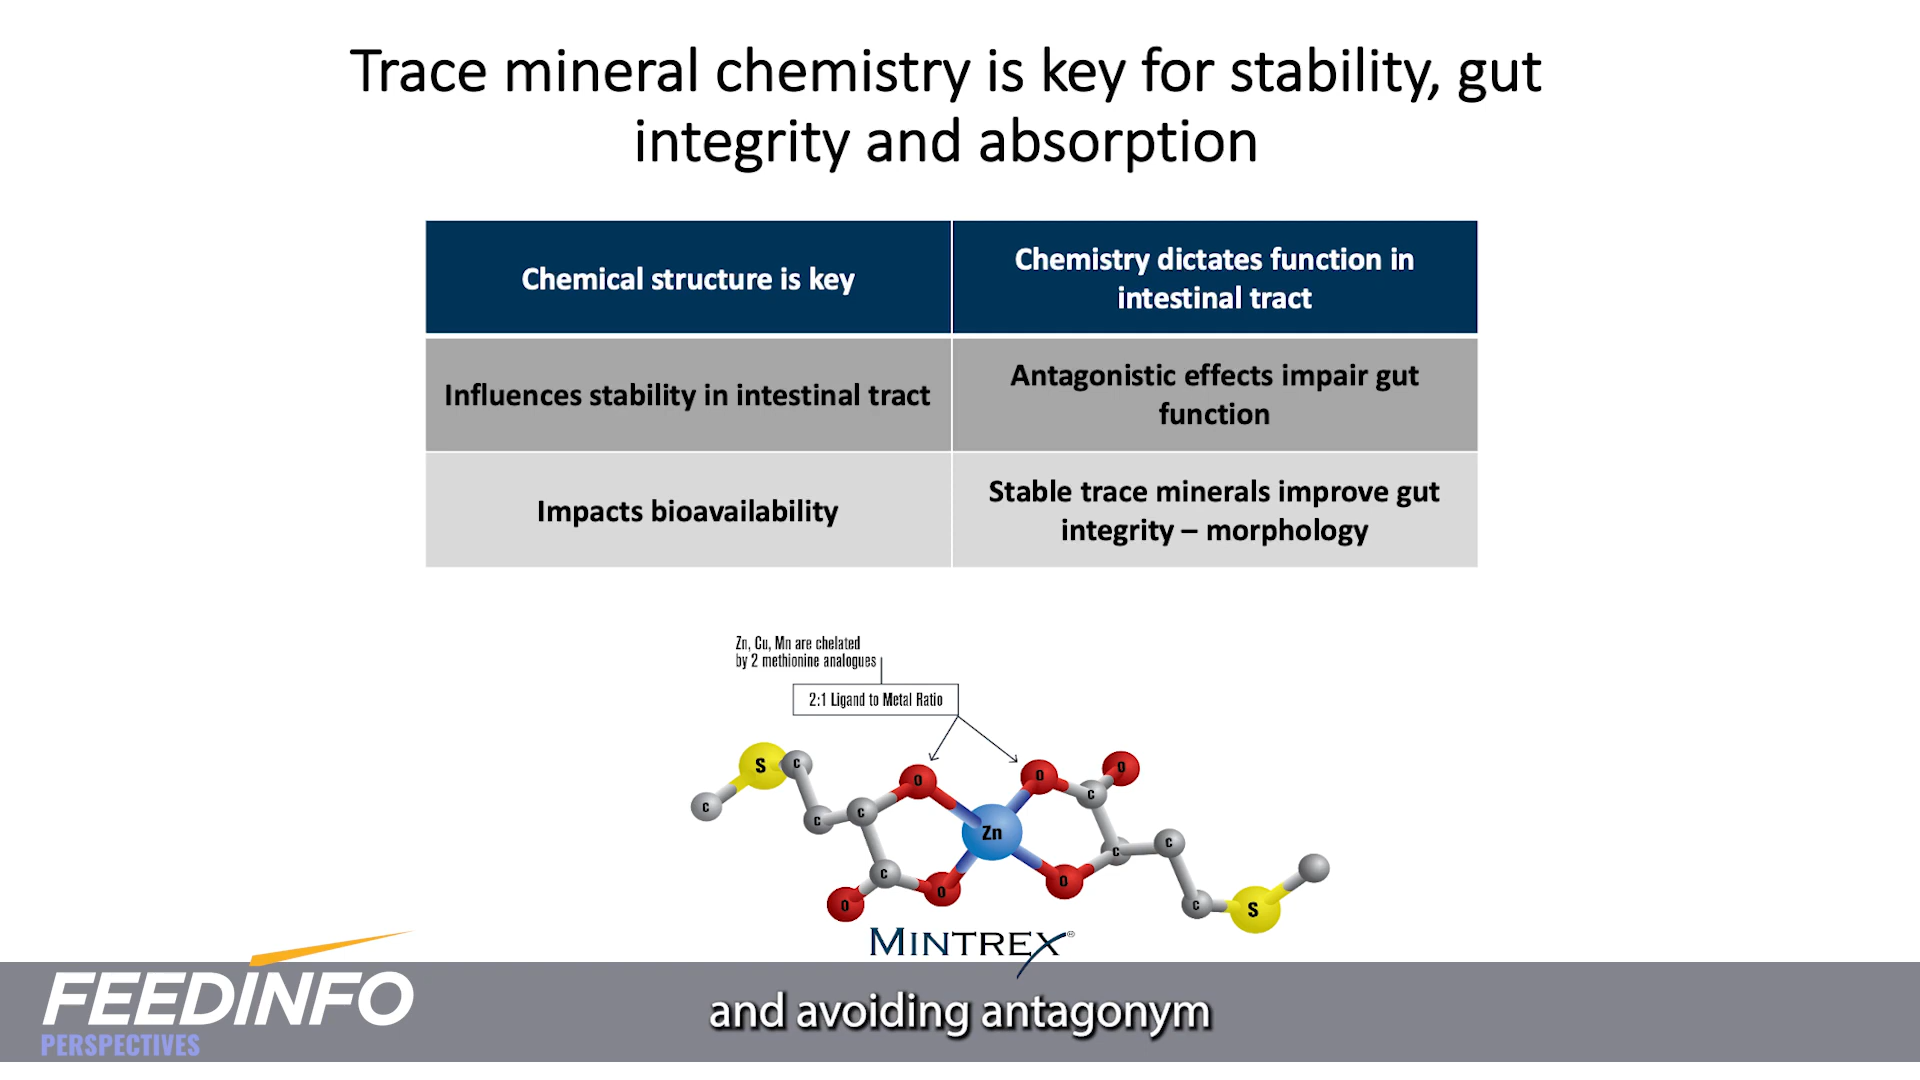 Trace mineral chemistry is key for stability, gut
integrity and absorption
Chemical structure is key
Chemistry dictates function in
intestinal tract
Influences stability in intestinal tract
Antagonistic effects impair gut
function
Impacts bioavailability
Stable trace minerals improve gut
integrity – morphology
Zn, Cu, Mn are chelated
by 2 methionine analogues
2:1 Ligand to Metal Ratio
S C O O O
C C C Zn C C C
C O O C
O C S
MINTREX®
FEEDINFO
PERSPECTIVES
and avoiding antagonym